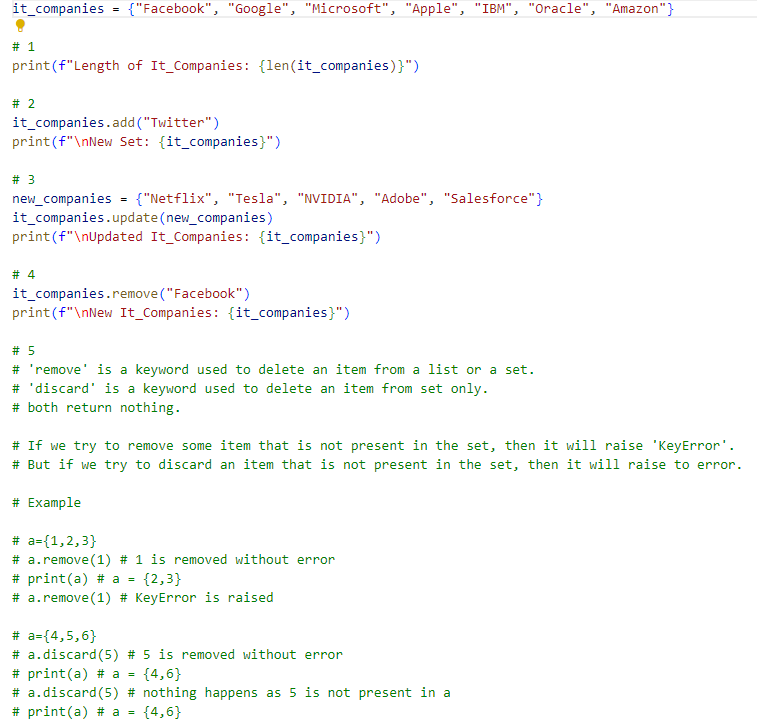 it_companies = {"Facebook", "Google", "Microsoft", "Apple", "IBM", "Oracle", "Amazon"}
# 1
print(f"Length of It_Companies: {len(it_companies)}")
# 2
it_companies.add("Twitter")
print(f"\nNew Set: {it_companies}")
# 3
new_companies = {"Netflix", "Tesla", "NVIDIA", "Adobe", "Salesforce"}
it_companies.update(new_companies)
print(f"\nUpdated It_Companies: {it_companies}")
# 4
it_companies.remove("Facebook")
print(f"\nNew It_Companies: {it_companies}")
# 5
# 'remove' is a keyword used to delete an item from a list or a set.
# 'discard' is a keyword used to delete an item from set only.
# both return nothing.
# If we try to remove some item that is not present in the set, then it will raise 'KeyError'.
# But if we try to discard an item that is not present in the set, then it will raise to error.
# Example
# a={1,2,3}
# a.remove(1) # 1 is removed without error
# print(a) # a = {2,3}
# a.remove(1) # KeyError is raised
# a={4,5,6}
# a.discard(5) # 5 is removed without error
# print(a) # a = {4,6}
# a.discard(5) # nothing happens as 5 is not present in a
# print(a) # a = {4,6}